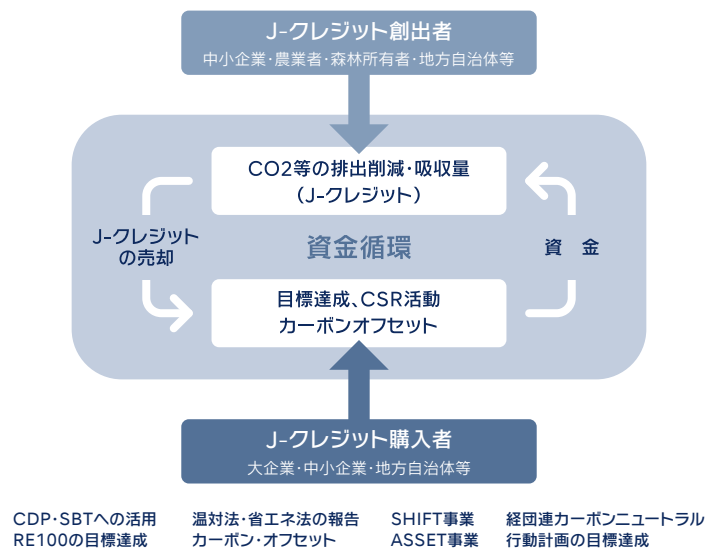 J-クレジット創出者
中小企業・農業者・森林所有者・地方自治体等
CO2等の排出削減・吸収量
（J-クレジット）
J-クレジット
の売却
資金循環
資　金
目標達成、CSR活動
カーボンオフセット
J-クレジット購入者
大企業・中小企業・地方自治体等
CDP・SBTへの活用
RE100の目標達成
温対法・省エネ法の報告
カーボン・オフセット
SHIFT事業
ASSET事業
経団連カーボンニュートラル
行動計画の目標達成